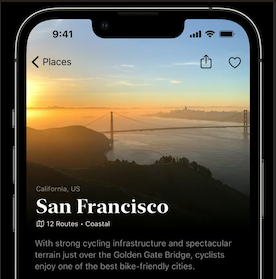 9:41
Places
California, US
San Francisco
12 Routes • Coastal
With strong cycling infrastructure and spectacular
terrain just over the Golden Gate Bridge, cyclists
enjoy one of the best bike-friendly cities.